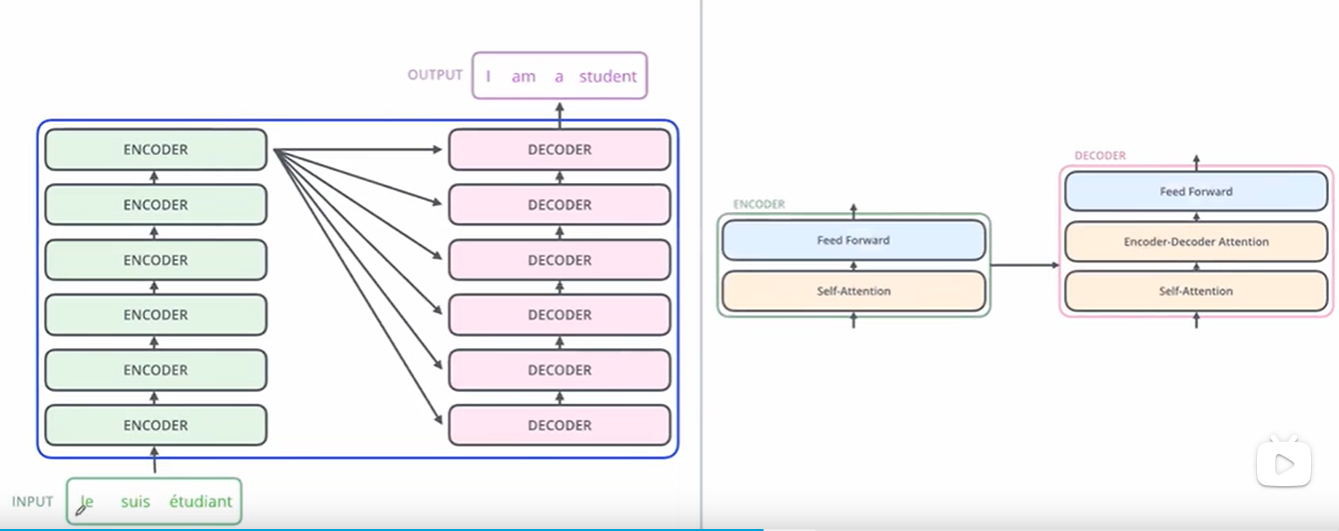 OUTPUT I am a student
ENCODER DECODER
ENCODER DECODER
ENCODER DECODER
ENCODER DECODER
ENCODER DECODER
ENCODER DECODER
INPUT Je suis étudiant
ENCODER
Feed Forward
Self-Attention
DECODER
Feed Forward
Encoder-Decoder Attention
Self-Attention